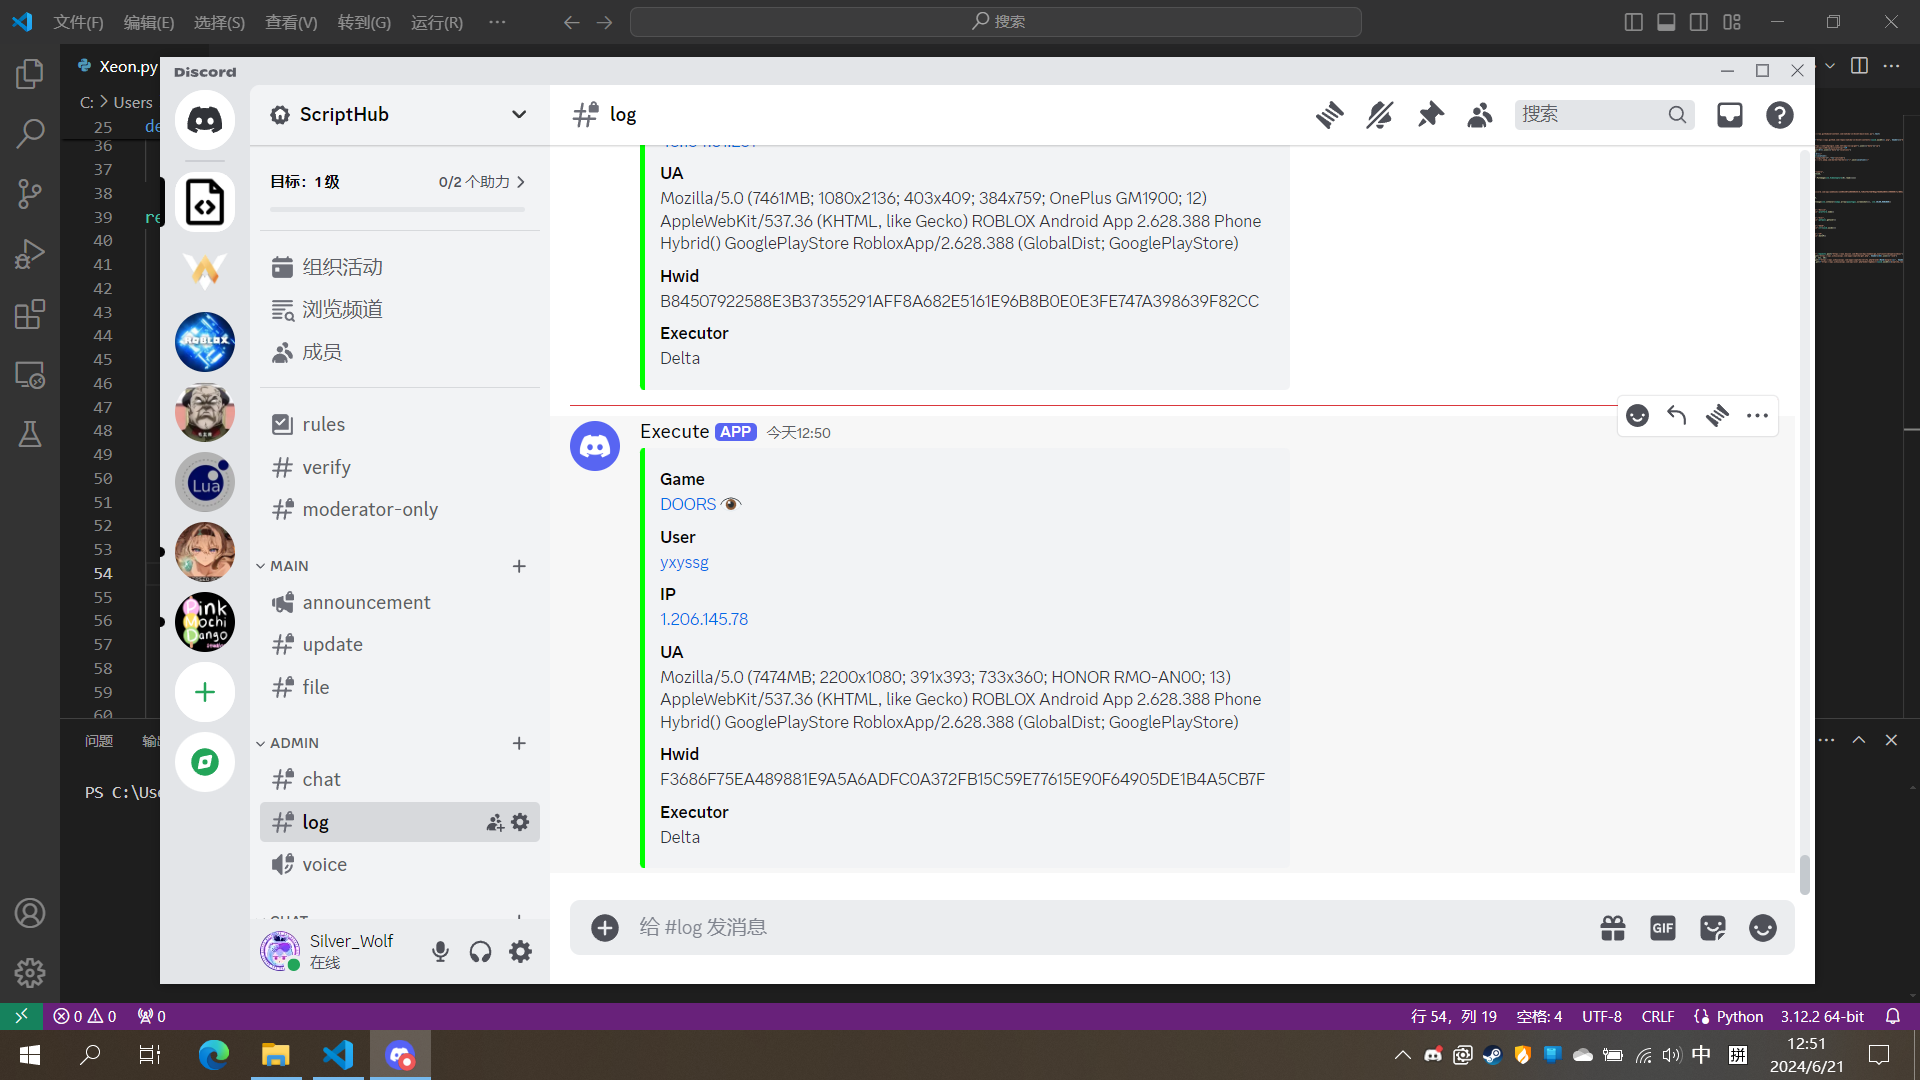 文件(F) 编辑(E) 选择(S) 查看(V) 转到(G) 运行(R) ···
搜索
Xeon.py
Discord
C: > Users
ScriptHub
# log
搜索
25 de
36
37
38
39 re
40
41
42
43
44
45
46
47
48
49
50
51
52
53
54
55
56
57
58
59
60
目标：1 级
0/2 个助力
组织活动
浏览频道
成员
rules
verify
moderator-only
MAIN
announcement
update
file
ADMIN
chat
log
voice
ROBLOX
Lua
Pink
Mochi
Dango
UA
Mozilla/5.0 (7461MB; 1080x2136; 403x409; 384x759; OnePlus GM1900; 12)
AppleWebKit/537.36 (KHTML, like Gecko) ROBLOX Android App 2.628.388 Phone
Hybrid() GooglePlayStore RobloxApp/2.628.388 (GlobalDist; GooglePlayStore)
Hwid
B84507922588E3B37355291AFF8A682E5161E96B8B0E0E3FE747A398639F82CC
Executor
Delta
Execute APP 今天12:50
Game
DOORS 👁️
User
yxyssg
IP
1.206.145.78
UA
Mozilla/5.0 (7474MB; 2200x1080; 391x393; 733x360; HONOR RMO-AN00; 13)
AppleWebKit/537.36 (KHTML, like Gecko) ROBLOX Android App 2.628.388 Phone
Hybrid() GooglePlayStore RobloxApp/2.628.388 (GlobalDist; GooglePlayStore)
Hwid
F3686F75EA489881E9A5A6ADFC0A372FB15C59E77615E90F64905DE1B4A5CB7F
Executor
Delta
给 #log 发消息
GIF
Silver_Wolf
在线
问题
PS C:\Use
0 0 0
行 54，列 19 空格: 4 UTF-8 CRLF Python 3.12.2 64-bit
中 拼
12:51
2024/6/21